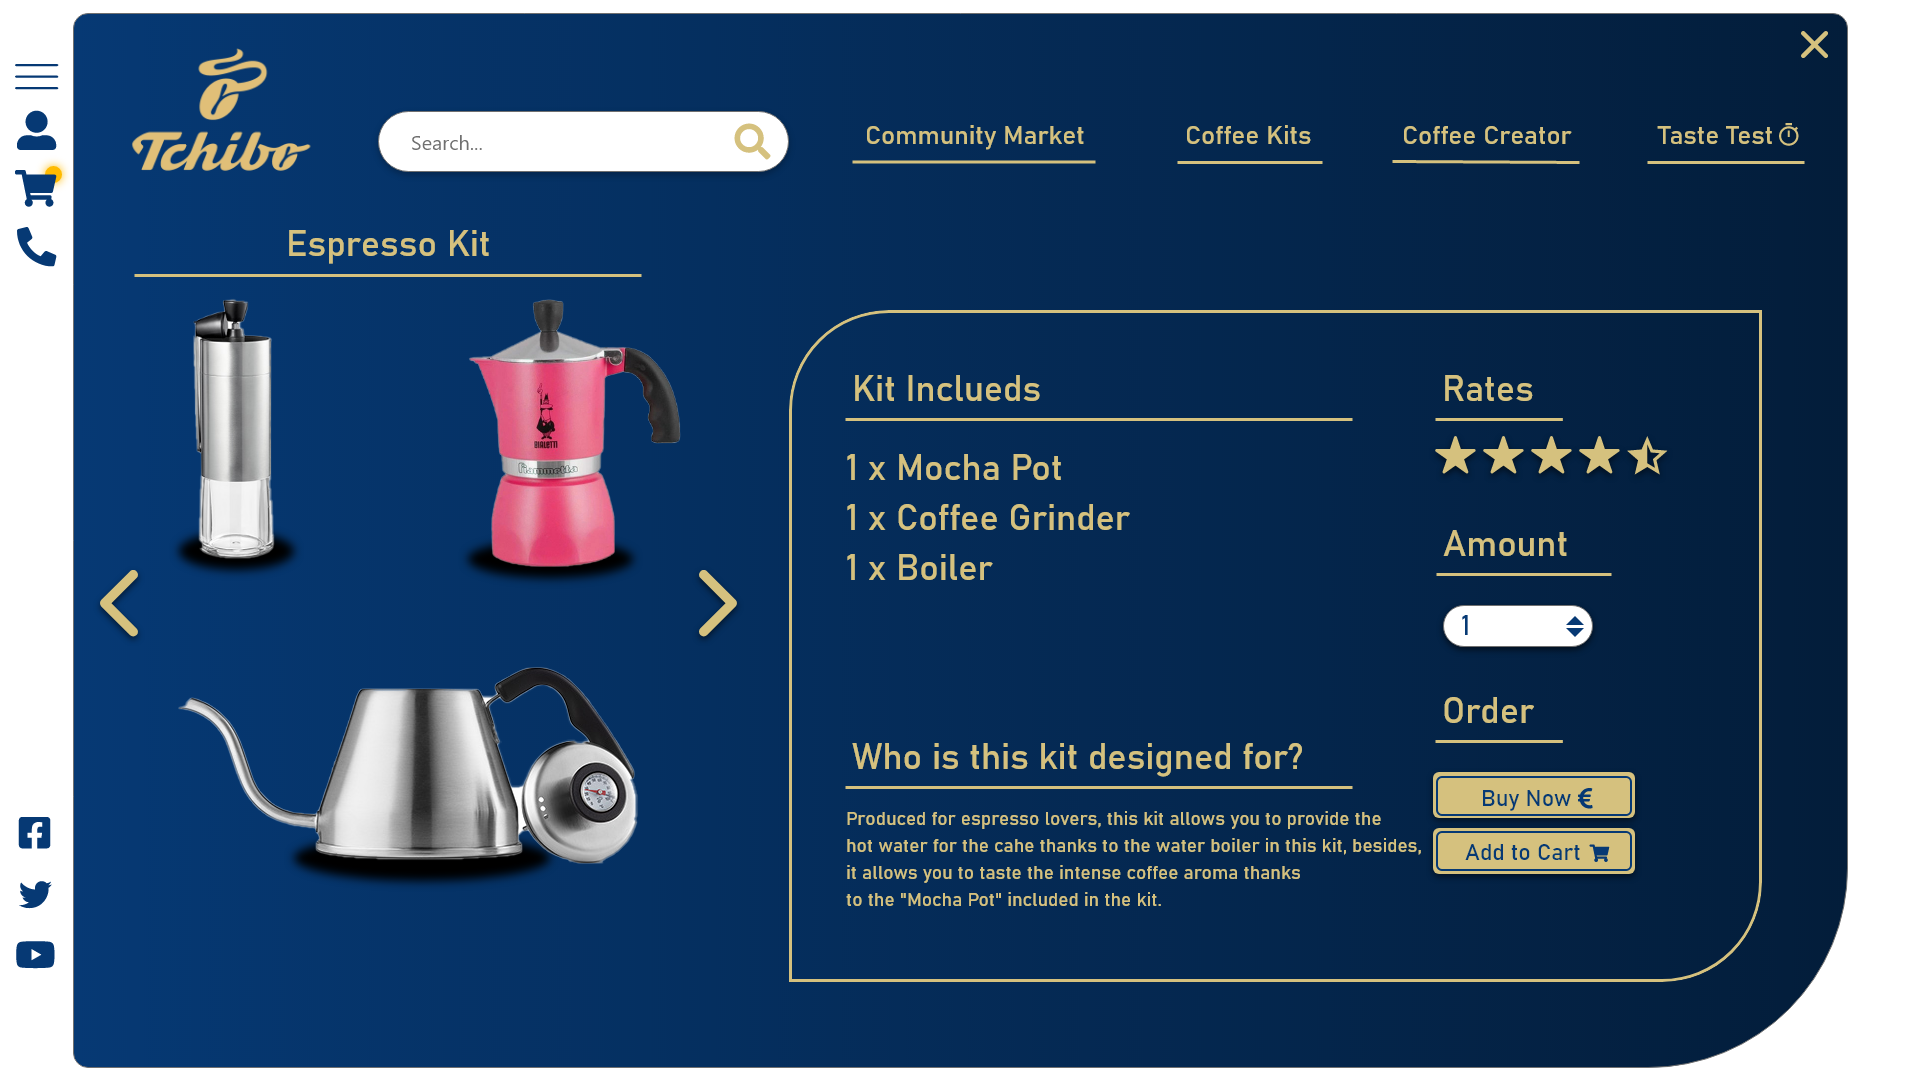 Tchibo
Search...
Community Market
Coffee Kits
Coffee Creator
Taste Test
Espresso Kit
BIALETTI
fiammetta
Kit Inclueds
1 x Mocha Pot
1 x Coffee Grinder
1 x Boiler
Who is this kit designed for?
Produced for espresso lovers, this kit allows you to provide the
hot water for the cahe thanks to the water boiler in this kit, besides,
it allows you to taste the intense coffee aroma thanks
to the "Mocha Pot" included in the kit.
Rates
Amount
1
Order
Buy Now €
Add to Cart